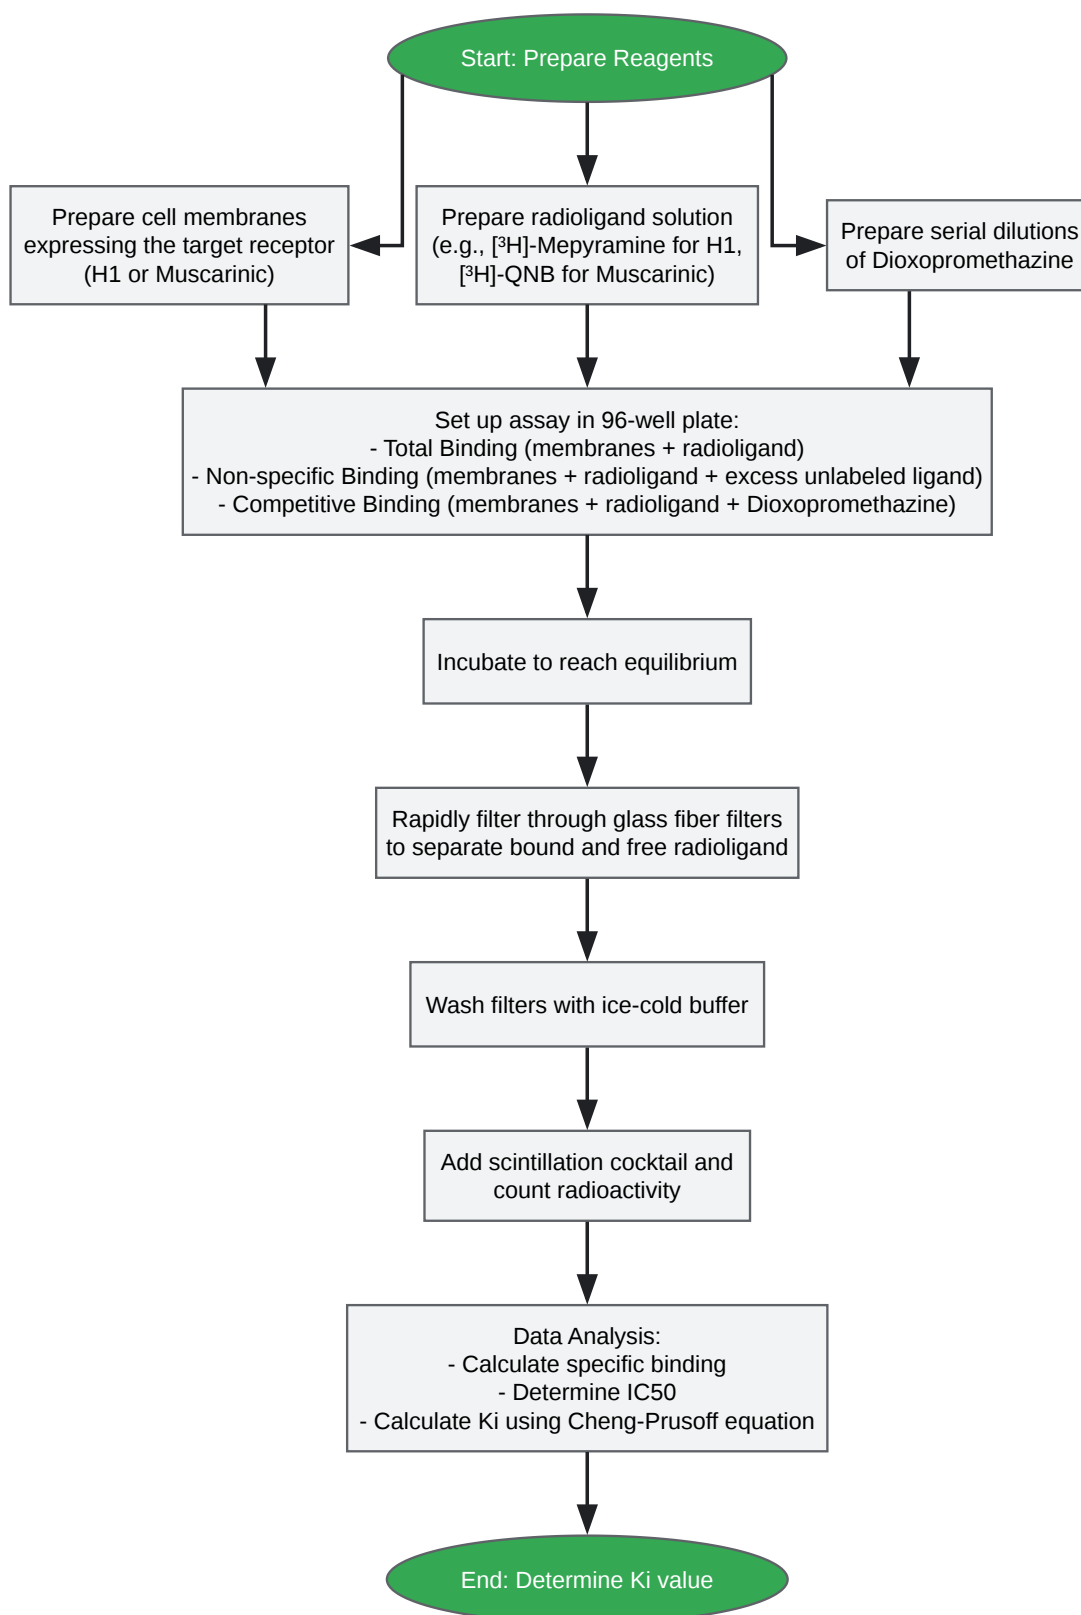 Start: Prepare Reagents
Prepare cell membranes
expressing the target receptor
(H1 or Muscarinic)
Prepare radioligand solution
(e.g., [³H]-Mepyramine for H1,
[³H]-QNB for Muscarinic)
Prepare serial dilutions
of Dioxopromethazine
Set up assay in 96-well plate:
- Total Binding (membranes + radioligand)
- Non-specific Binding (membranes + radioligand + excess unlabeled ligand)
- Competitive Binding (membranes + radioligand + Dioxopromethazine)
Incubate to reach equilibrium
Rapidly filter through glass fiber filters
to separate bound and free radioligand
Wash filters with ice-cold buffer
Add scintillation cocktail and
count radioactivity
Data Analysis:
- Calculate specific binding
- Determine IC50
- Calculate Ki using Cheng-Prusoff equation
End: Determine Ki value